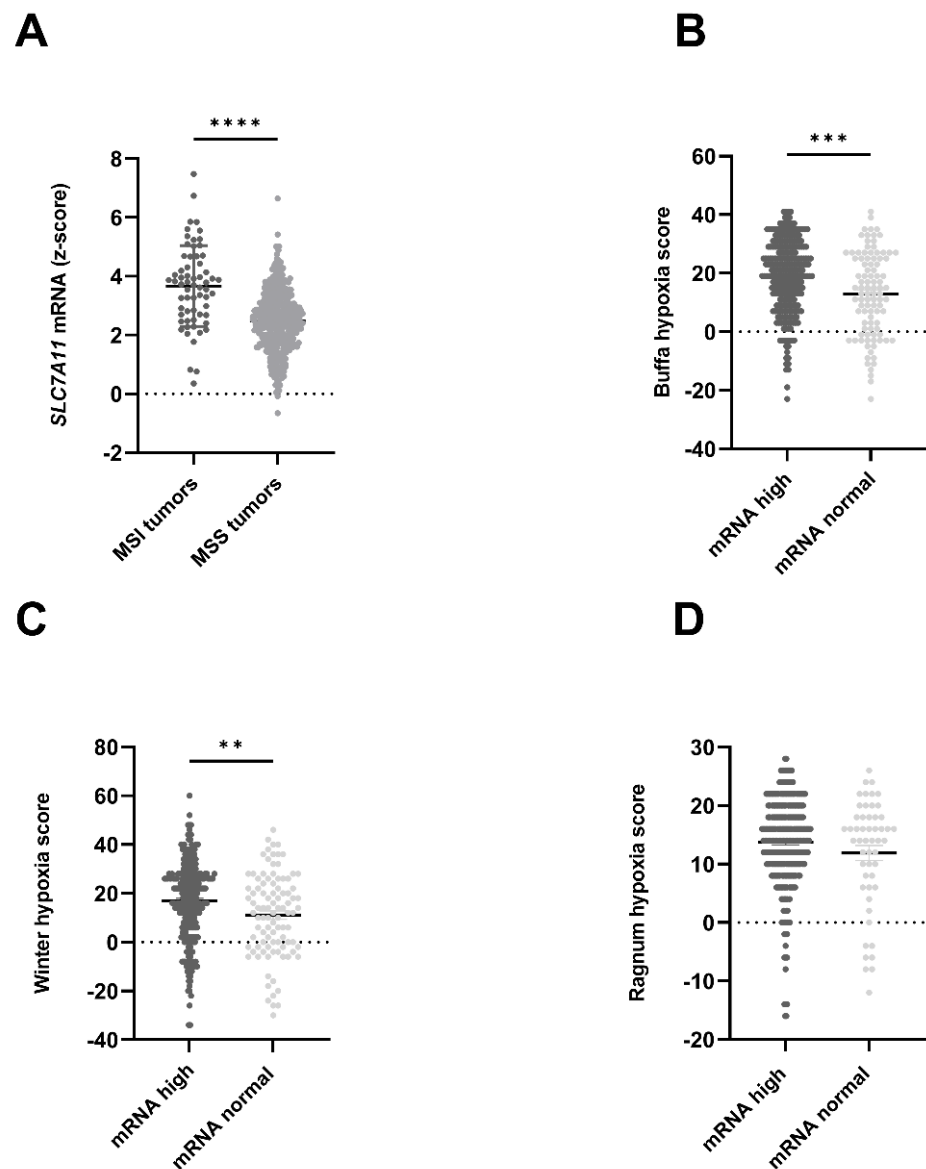 A
****
SLC7A11 mRNA (z-score)
8
6
4
2
0
-2
MSI tumors
MSS tumors
B
***
Buffa hypoxia score
60
40
20
0
-20
-40
mRNA high
mRNA normal
C
**
Winter hypoxia score
80
60
40
20
0
-20
-40
mRNA high
mRNA normal
D
Ragnum hypoxia score
30
20
10
0
-10
-20
mRNA high
mRNA normal